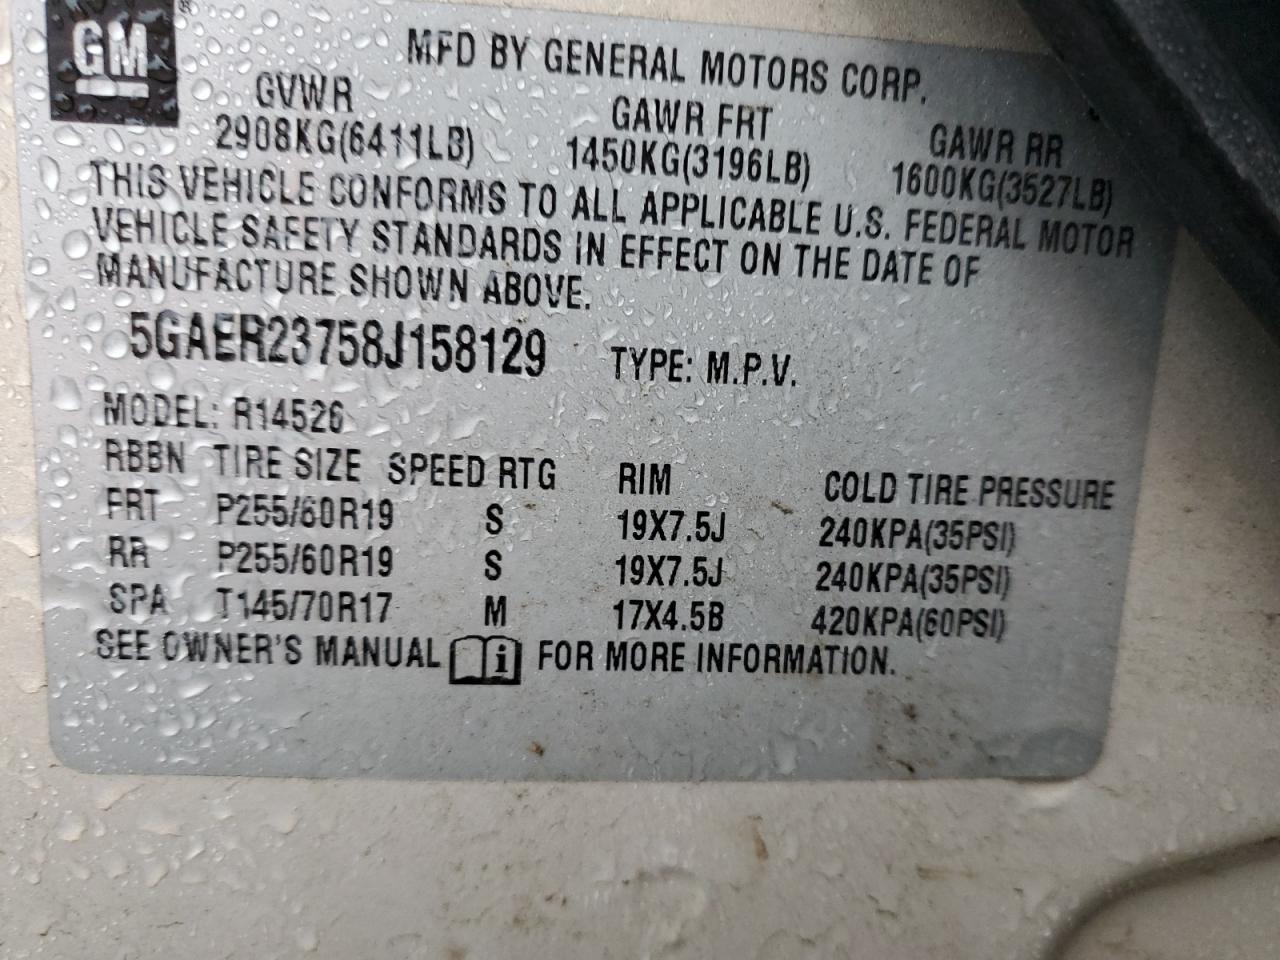 GM
MFD BY GENERAL MOTORS CORP.
GVWR GAWR FRT GAWR RR
2908KG(6411LB) 1450KG(3196LB) 1600KG(3527LB)
THIS VEHICLE CONFORMS TO ALL APPLICABLE U.S. FEDERAL MOTOR
VEHICLE SAFETY STANDARDS IN EFFECT ON THE DATE OF
MANUFACTURE SHOWN ABOVE.
5GAER23758J158129 TYPE: M.P.V.
MODEL: R14526
RBBN TIRE SIZE SPEED RTG RIM COLD TIRE PRESSURE
FRT P255/60R19 S 19X7.5J 240KPA(35PSI)
RR P255/60R19 S 19X7.5J 240KPA(35PSI)
SPA T145/70R17 M 17X4.5B 420KPA(60PSI)
SEE OWNER'S MANUAL i FOR MORE INFORMATION.